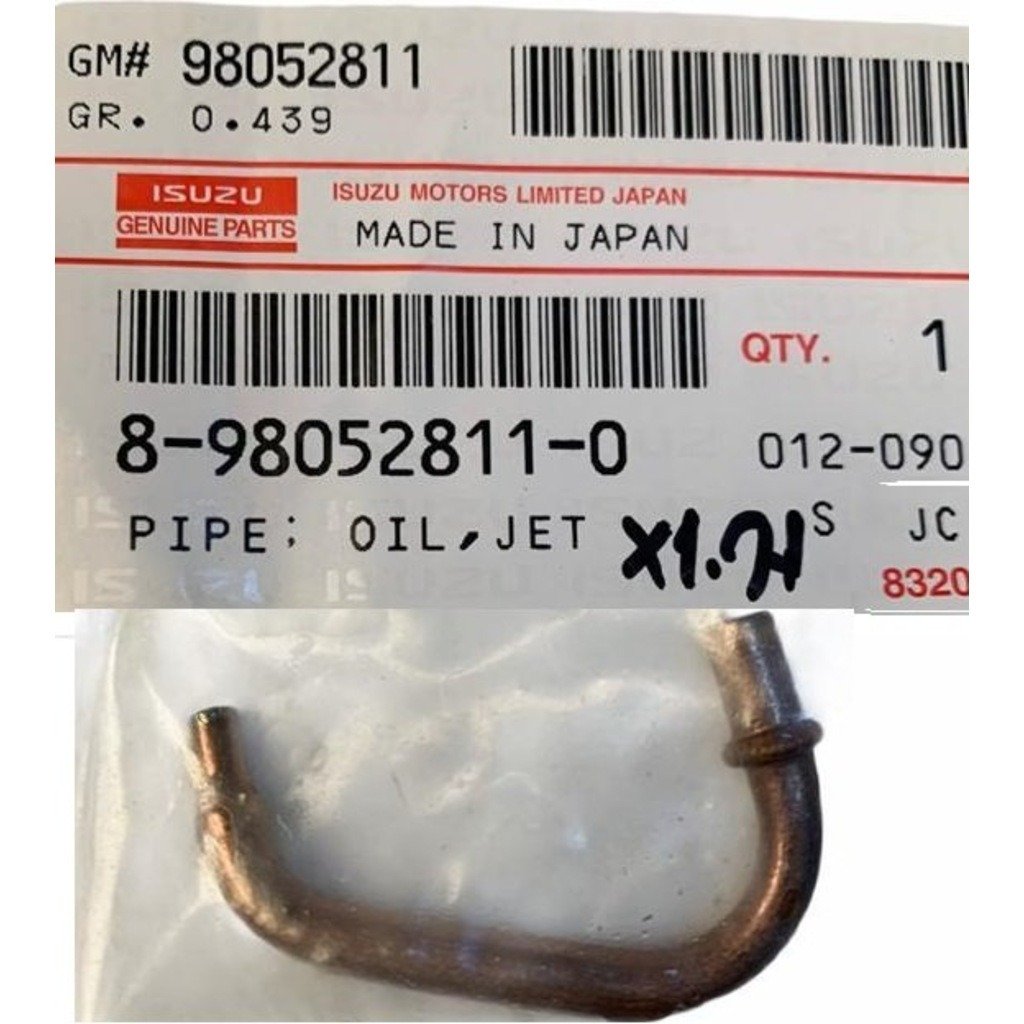 GM# 98052811
GR. 0.439
ISUZU
GENUINE PARTS
ISUZU MOTORS LIMITED JAPAN
MADE IN JAPAN
QTY. 1
8-98052811-0 012-090
PIPE; OIL, JET S JC
8320